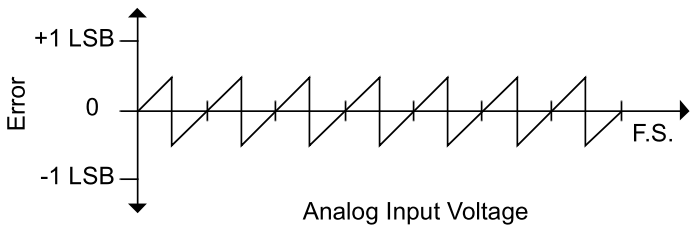 +1 LSB
Error
0
F.S.
-1 LSB
Analog Input Voltage